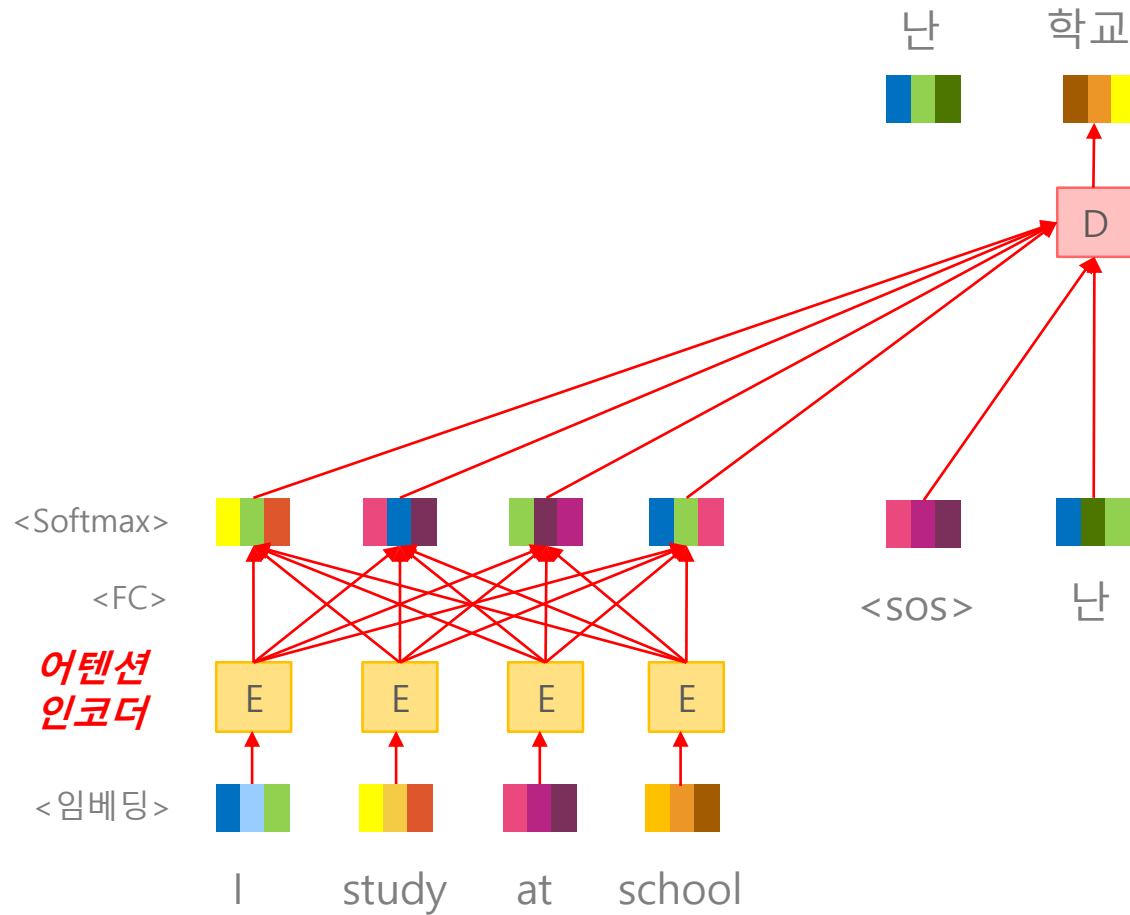 난 학교
D
<Softmax>
<FC>
<sos> 난
어텐션
인코더
E E E E
<임베딩>
I study at school